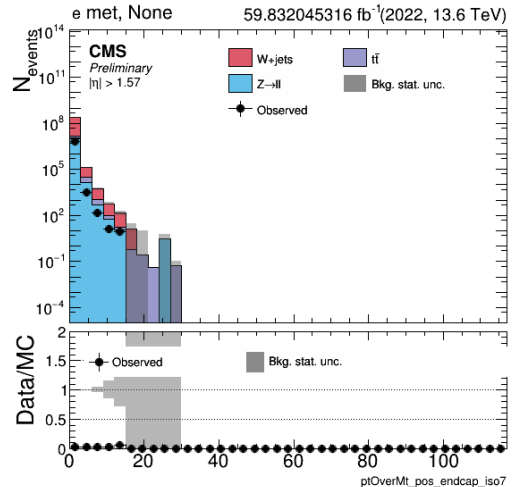 e met, None
59.832045316 fb⁻¹(2022, 13.6 TeV)
N_events
10¹⁴
10¹¹
10⁸
10⁵
10²
10⁻¹
10⁻⁴
CMS
Preliminary
|η| > 1.57
W+jets
tt̄
Z→ll
Bkg. stat. unc.
Observed
Data/MC
2
1.5
1
0.5
0
Observed
Bkg. stat. unc.
0
20
40
60
80
100
ptOverMt_pos_endcap_iso7